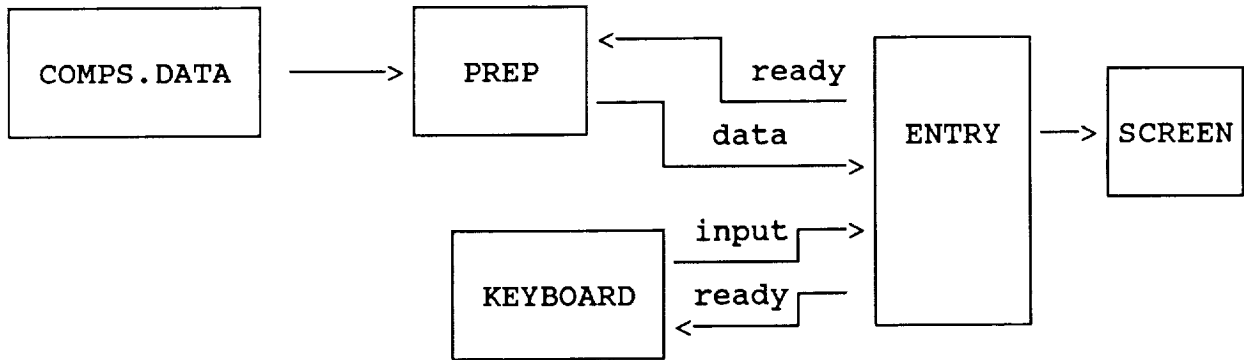 COMPS.DATA
PREP
ready
data
ENTRY
SCREEN
input
KEYBOARD
ready